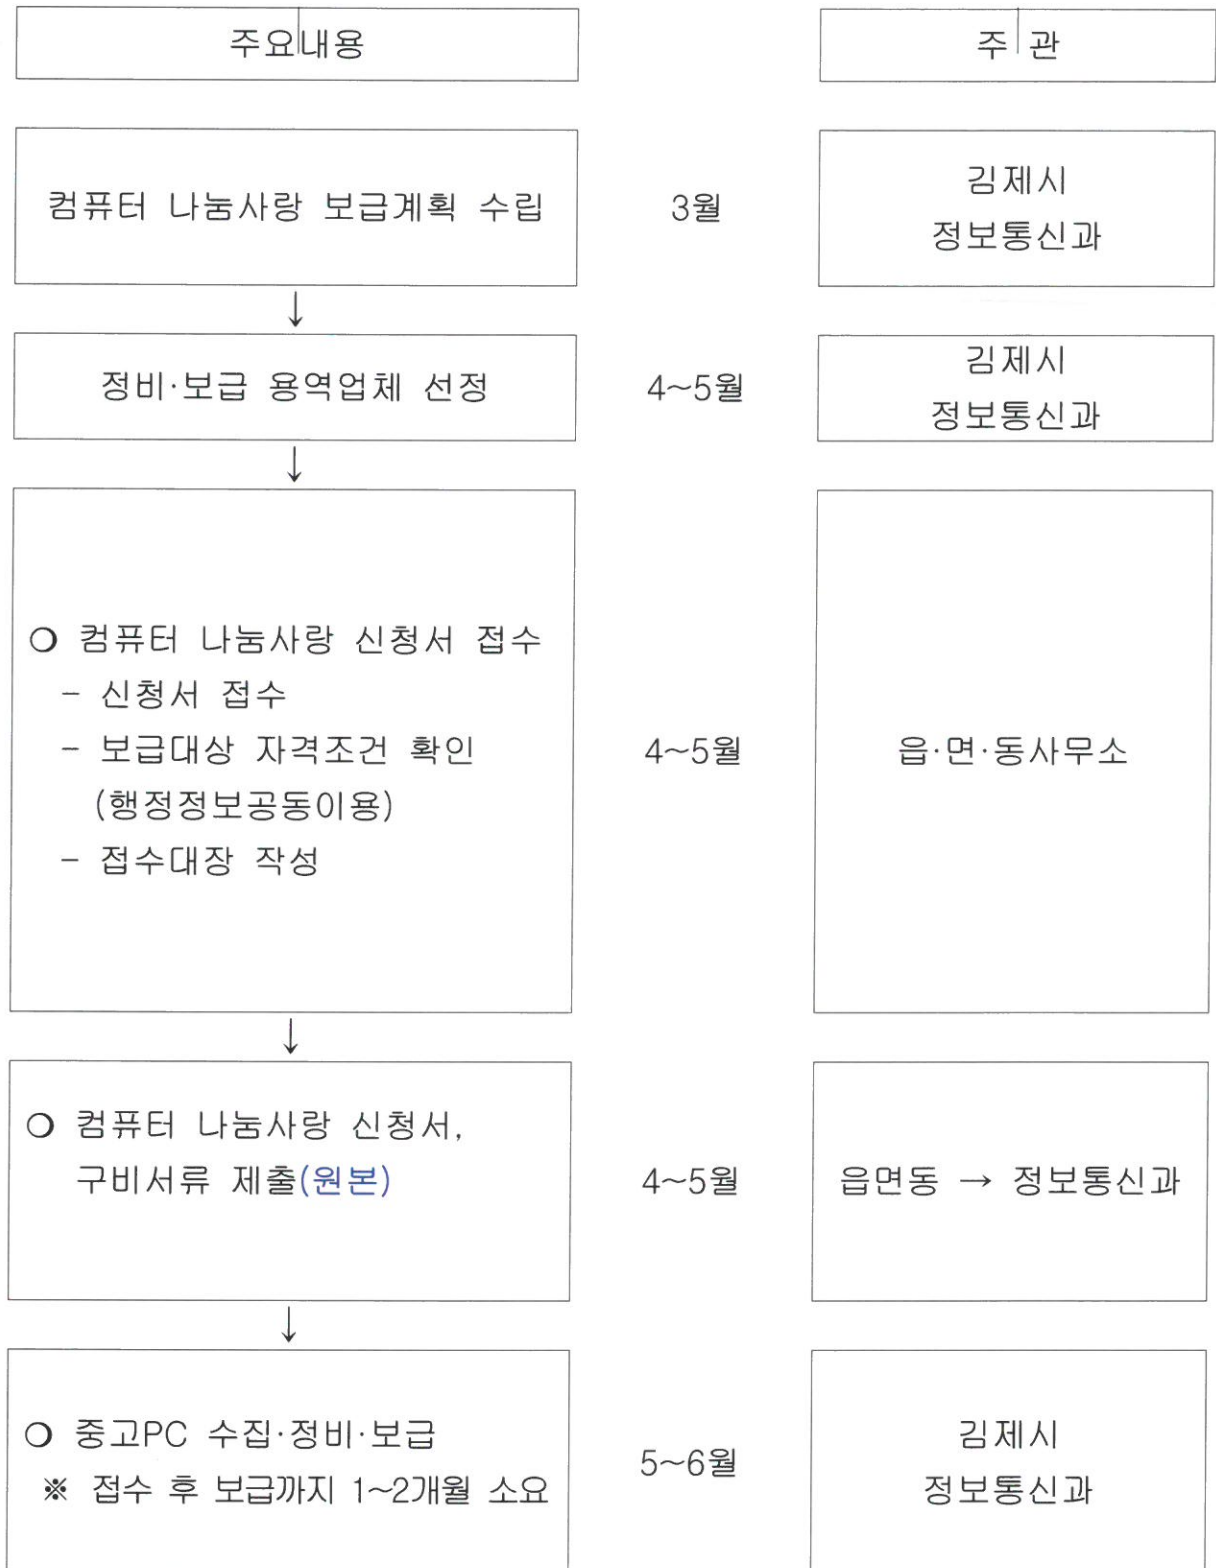 주요내용
주 관
컴퓨터 나눔사랑 보급계획 수립
3월
김제시
정보통신과
↓
정비·보급 용역업체 선정
4~5월
김제시
정보통신과
↓
❍ 컴퓨터 나눔사랑 신청서 접수
- 신청서 접수
- 보급대상 자격조건 확인
(행정정보공동이용)
- 접수대장 작성
4~5월
읍·면·동사무소
↓
❍ 컴퓨터 나눔사랑 신청서,
구비서류 제출(원본)
4~5월
읍면동 → 정보통신과
↓
❍ 중고PC 수집·정비·보급
※ 접수 후 보급까지 1~2개월 소요
5~6월
김제시
정보통신과